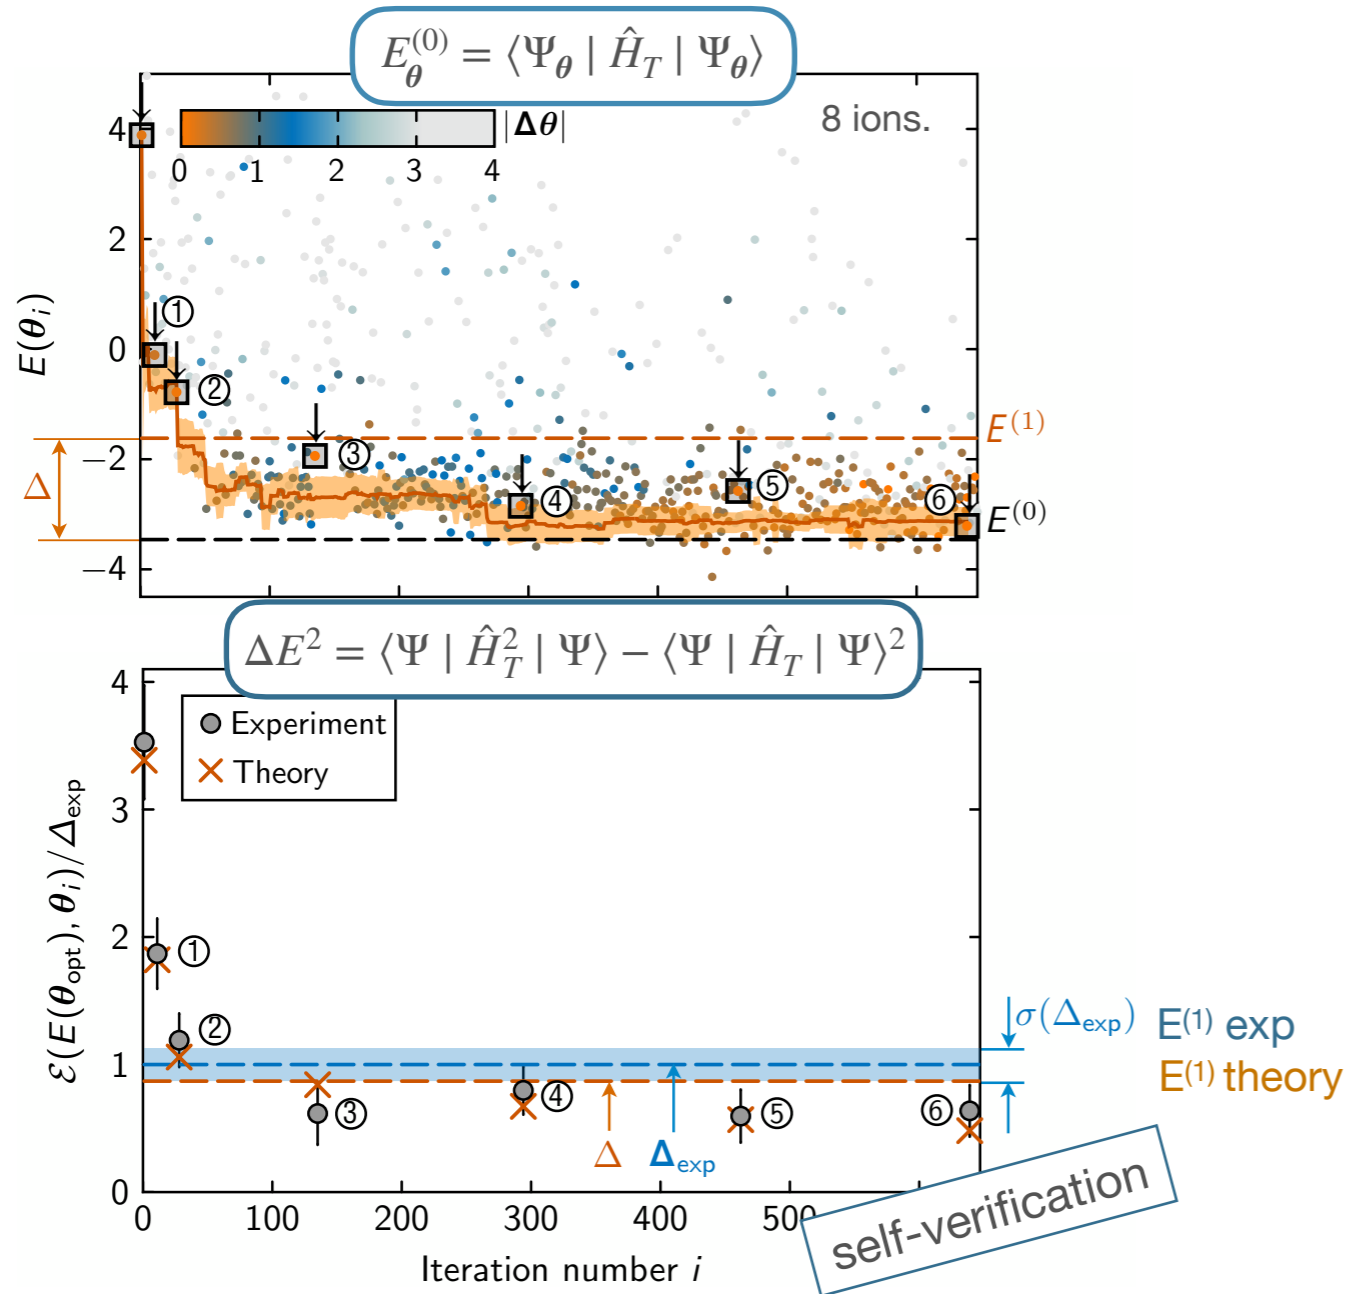 E_θ^(0) = ⟨Ψ_θ | Ĥ_T | Ψ_θ⟩
8 ions.
|Δθ|
0 1 2 3 4
4
2
0
−2
−4
E(θ_i)
①
②
③
④
⑤
⑥
E^(1)
E^(0)
Δ
ΔE² = ⟨Ψ | Ĥ_T² | Ψ⟩ − ⟨Ψ | Ĥ_T | Ψ⟩²
Experiment
Theory
4
3
2
1
0
ℰ(E(θ_opt), θ_i)/Δ_exp
①
②
③
④
⑤
⑥
Δ
Δ_exp
σ(Δ_exp)
E^(1) exp
E^(1) theory
0 100 200 300 400 500
Iteration number i
self-verification